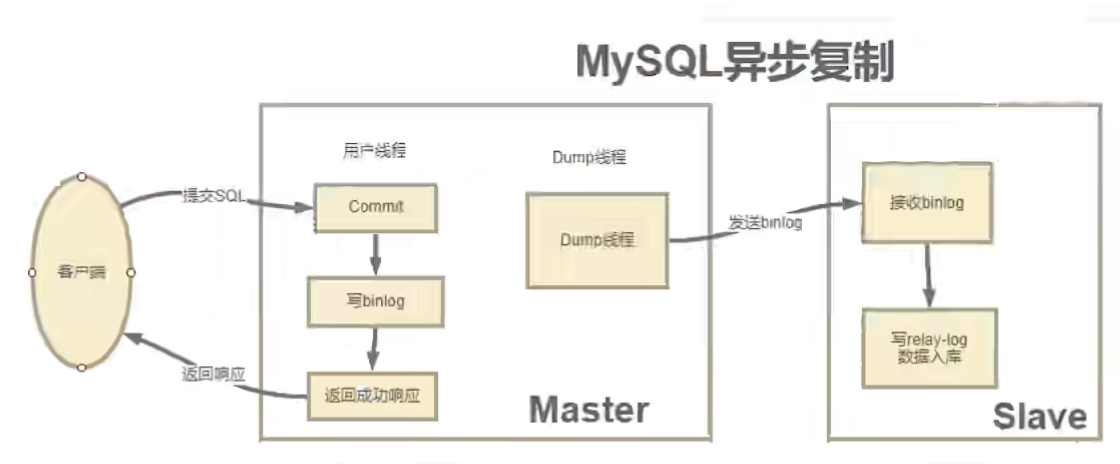 MySQL异步复制
用户线程
Dump线程
提交SQL
Commit
接收binlog
发送binlog
Dump线程
客户端
写binlog
写relay-log
数据入库
返回响应
返回成功响应
Master
Slave